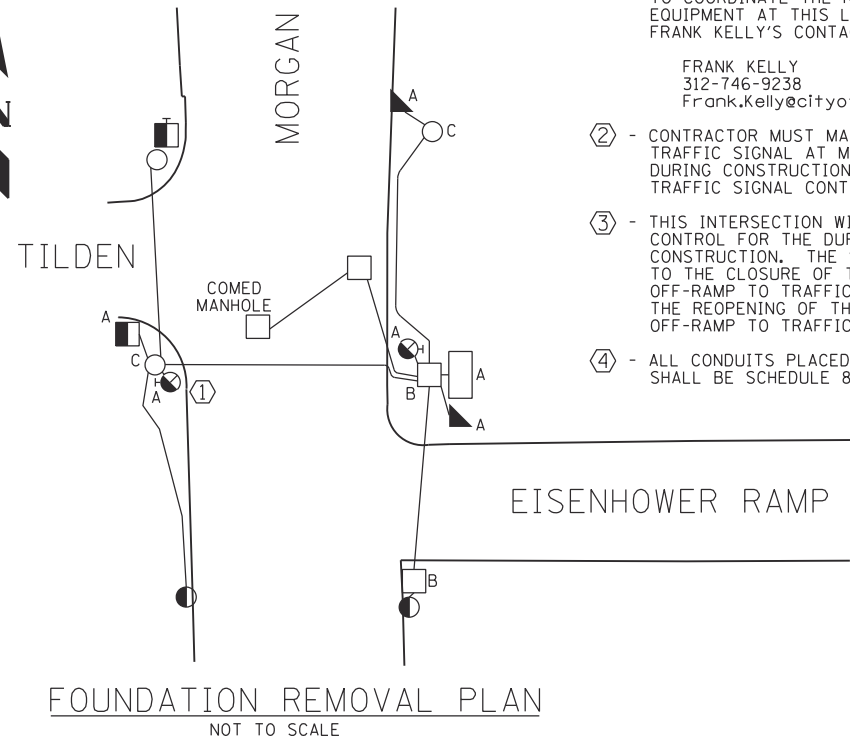 MORGAN
N
TILDEN
COMED
MANHOLE
A
C
A
A
C
A
1
A
B
A
A
B
EISENHOWER RAMP
FOUNDATION REMOVAL PLAN
NOT TO SCALE
EQUIPMENT AT THIS L
FRANK KELLY'S CONTA
FRANK KELLY
312-746-9238
Frank.Kelly@cityo
2 - CONTRACTOR MUST MA
TRAFFIC SIGNAL AT M
DURING CONSTRUCTION
TRAFFIC SIGNAL CONT
3 - THIS INTERSECTION WI
CONTROL FOR THE DUR
CONSTRUCTION. THE
TO THE CLOSURE OF T
OFF-RAMP TO TRAFFIC
THE REOPENING OF TH
OFF-RAMP TO TRAFFIC
4 - ALL CONDUITS PLACED
SHALL BE SCHEDULE 8